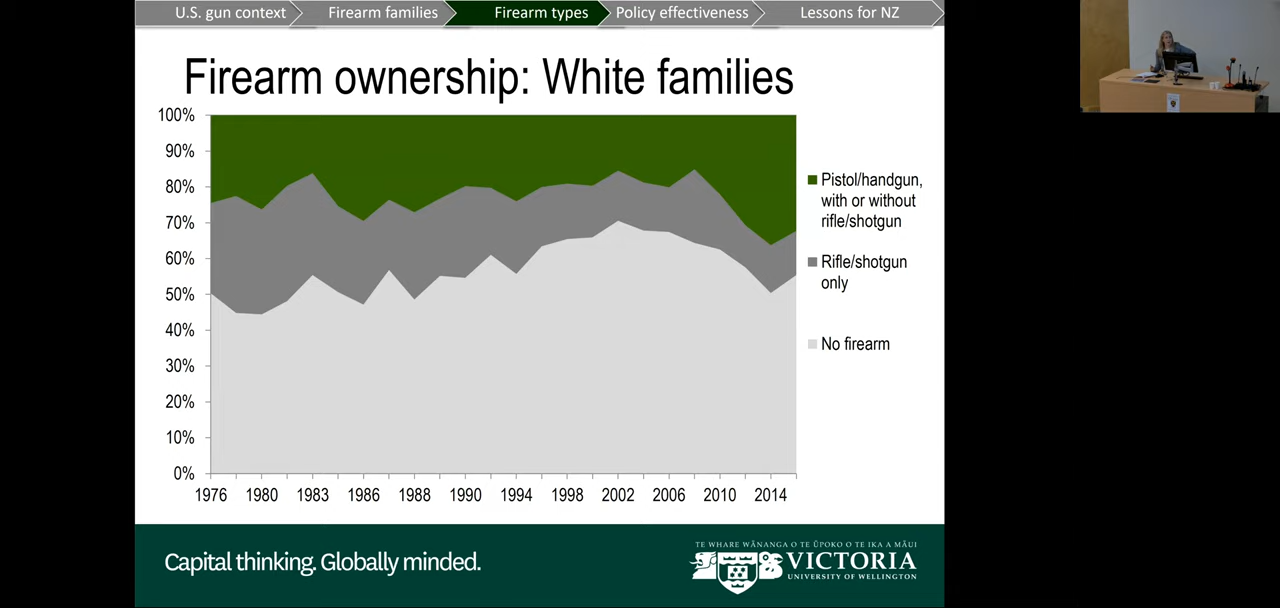 U.S. gun context
Firearm families
Firearm types
Policy effectiveness
Lessons for NZ
Firearm ownership: White families
100%
90%
80%
70%
60%
50%
40%
30%
20%
10%
0%
1976 1980 1983 1986 1988 1990 1994 1998 2002 2006 2010 2014
Pistol/handgun,
with or without
rifle/shotgun
Rifle/shotgun
only
No firearm
Capital thinking. Globally minded.
TE WHARE WĀNANGA O TE ŪPOKO O TE IKA A MĀUI
VICTORIA
UNIVERSITY OF WELLINGTON